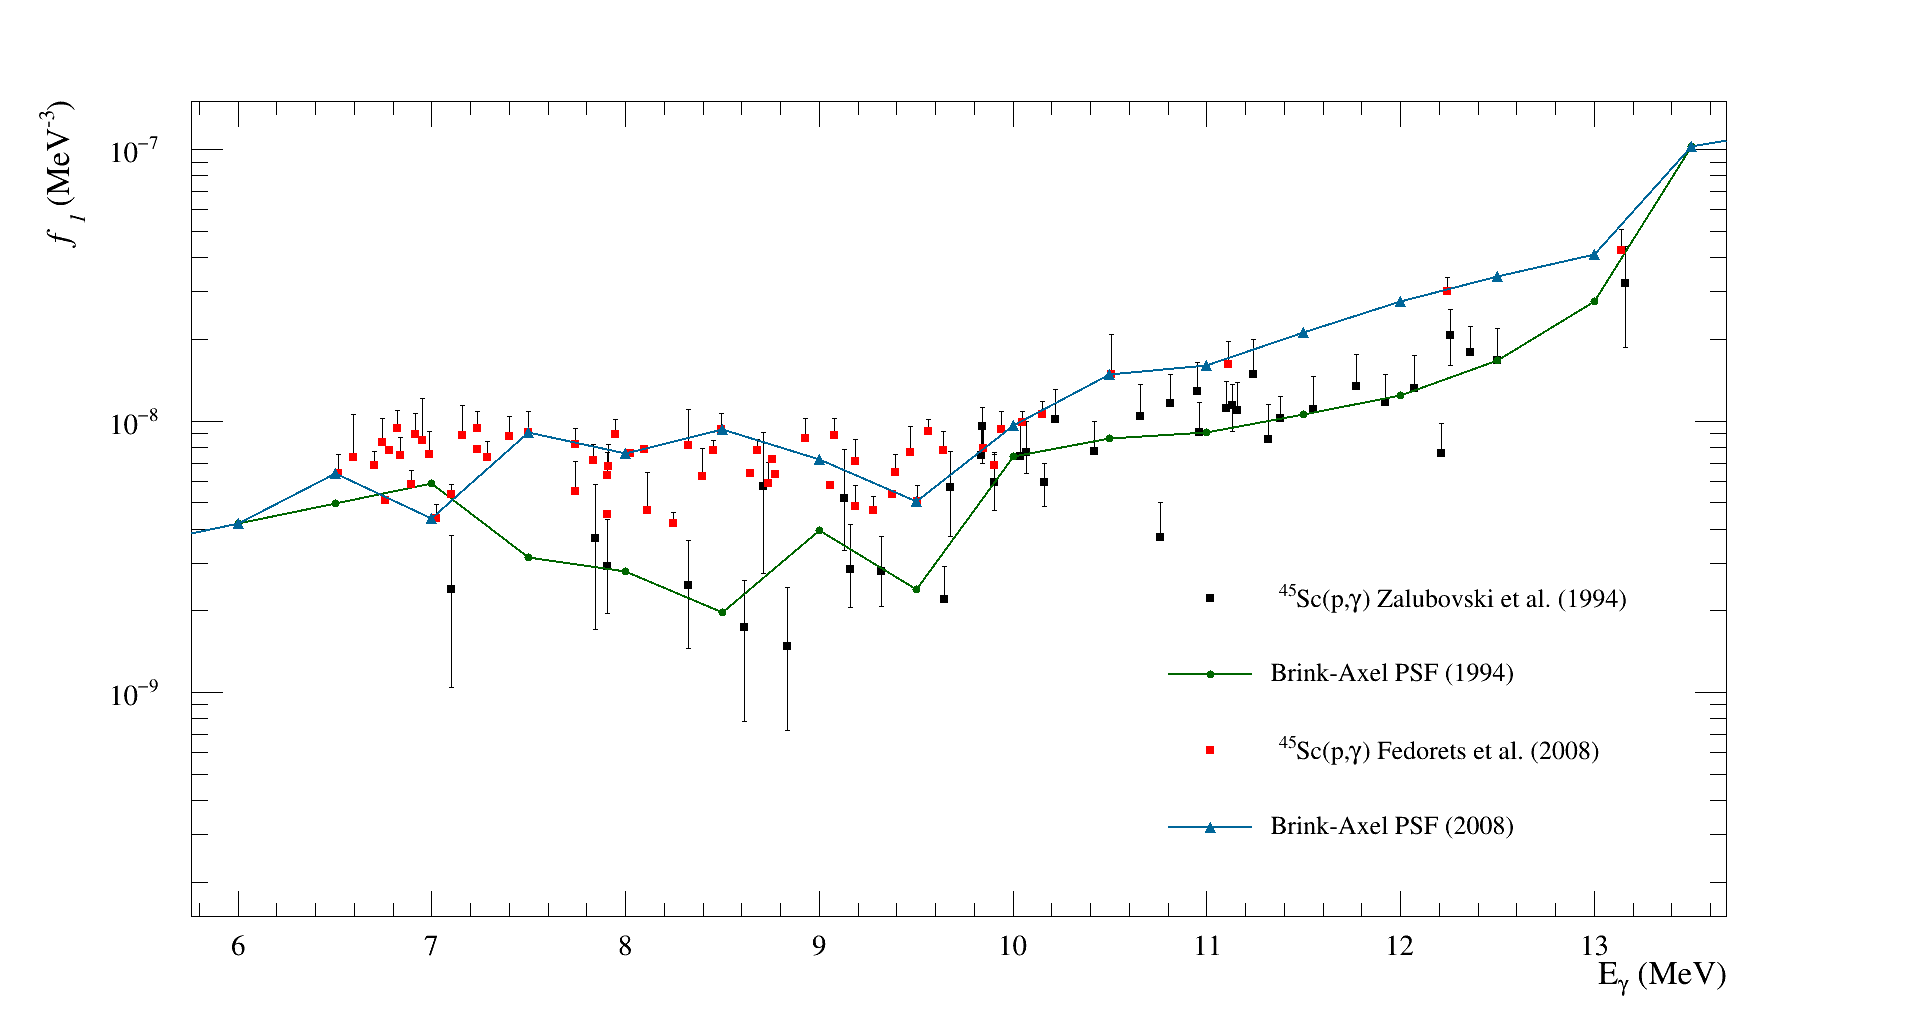 f 1 (MeV-3)
10−7
10−8
10−9
45Sc(p,γ) Zalubovski et al. (1994)
Brink-Axel PSF (1994)
45Sc(p,γ) Fedorets et al. (2008)
Brink-Axel PSF (2008)
6 7 8 9 10 11 12 13
Eγ (MeV)